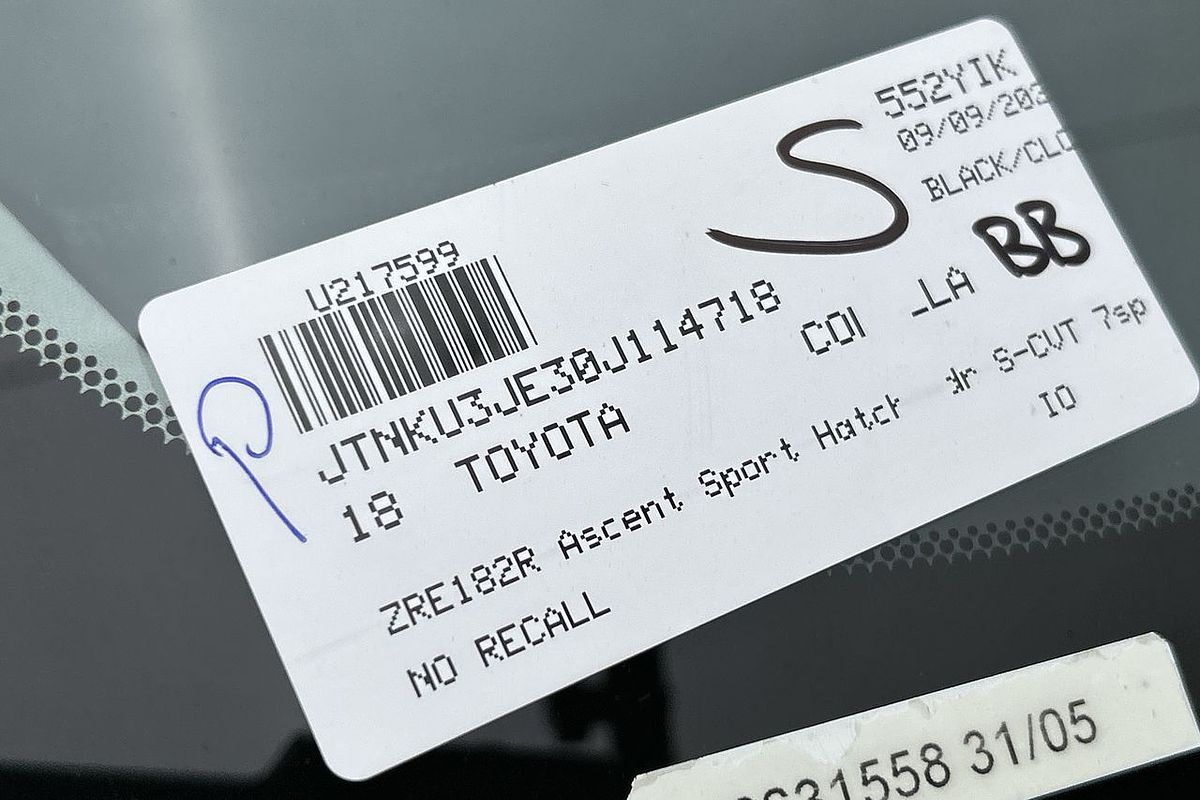 552YIK
09/09/202
BLACK/CLO
S
BB
U217599
JTNKU3JE30J114718
18 TOYOTA COI _LA
ZRE182R Ascent Sport Hatch dr S-CVT 7sp
NO RECALL IO
31558 31/05